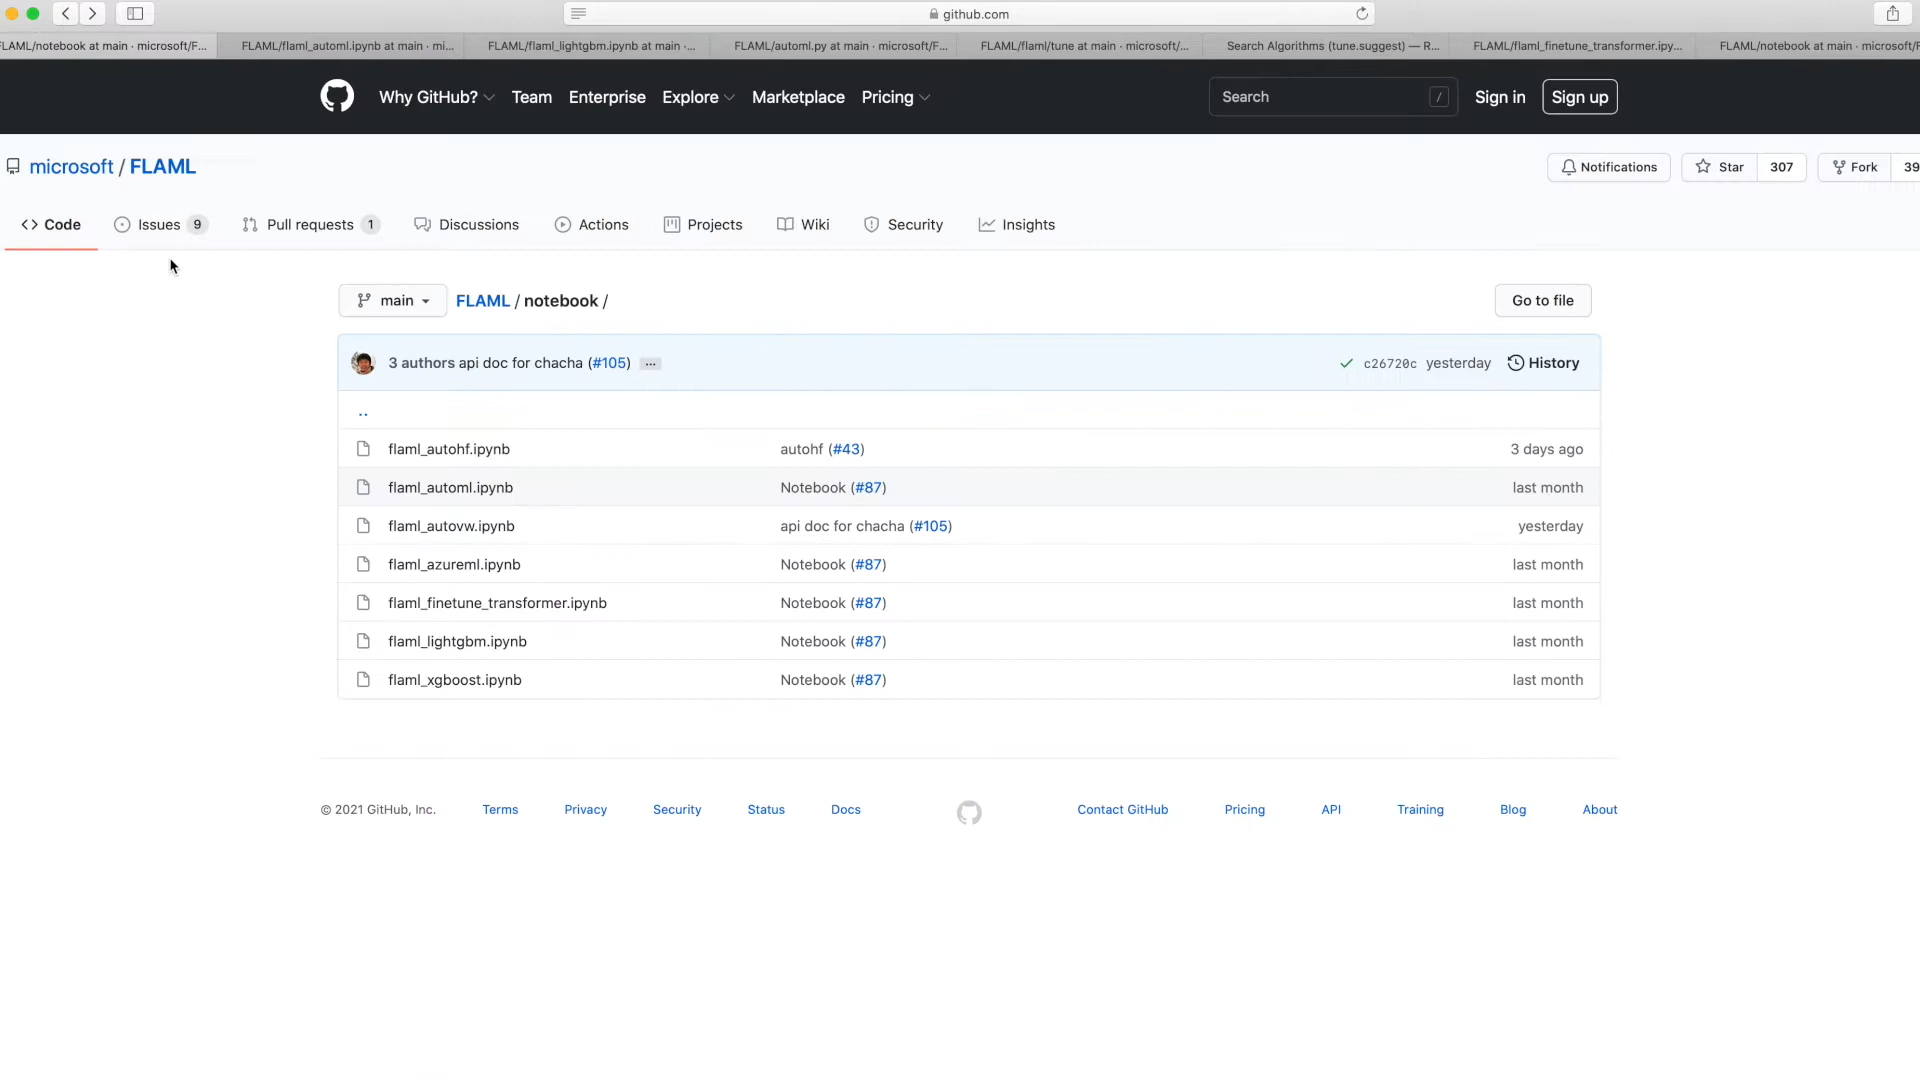 github.com
FLAML/notebook at main · microsoft/F...
FLAML/flaml_automl.ipynb at main · mi...
FLAML/flaml_lightgbm.ipynb at main ·...
FLAML/automl.py at main · microsoft/F...
FLAML/flaml/tune at main · microsoft/...
Search Algorithms (tune.suggest) — R...
FLAML/flaml_finetune_transformer.ipy...
FLAML/notebook at main · microsoft/F
Why GitHub? Team Enterprise Explore Marketplace Pricing Search / Sign in Sign up
microsoft / FLAML Notifications Star 307 Fork 39
Code Issues 9 Pull requests 1 Discussions Actions Projects Wiki Security Insights
main FLAML / notebook / Go to file
3 authors api doc for chacha (#105) ... c26720c yesterday History
..
flaml_autohf.ipynb autohf (#43) 3 days ago
flaml_automl.ipynb Notebook (#87) last month
flaml_autovw.ipynb api doc for chacha (#105) yesterday
flaml_azureml.ipynb Notebook (#87) last month
flaml_finetune_transformer.ipynb Notebook (#87) last month
flaml_lightgbm.ipynb Notebook (#87) last month
flaml_xgboost.ipynb Notebook (#87) last month
© 2021 GitHub, Inc. Terms Privacy Security Status Docs Contact GitHub Pricing API Training Blog About